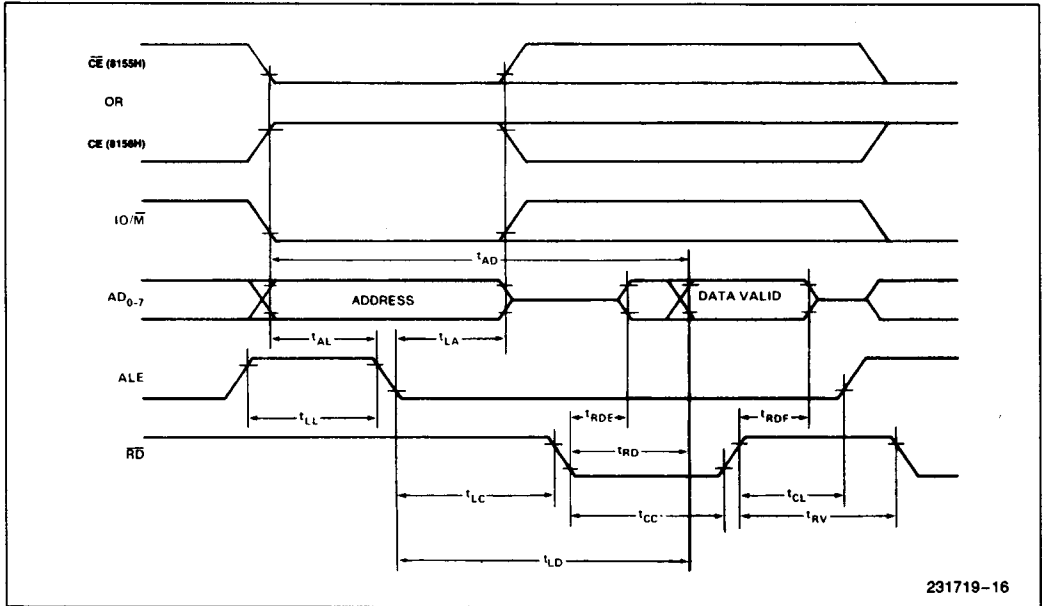 CE (8155H)
OR
CE (8156H)
IO/M
tAD
AD0-7
ADDRESS
DATA VALID
tAL
tLA
ALE
tLL
tRDE
tRDF
RD
tRD
tLC
tCL
tCC
tRV
tLD
231719-16